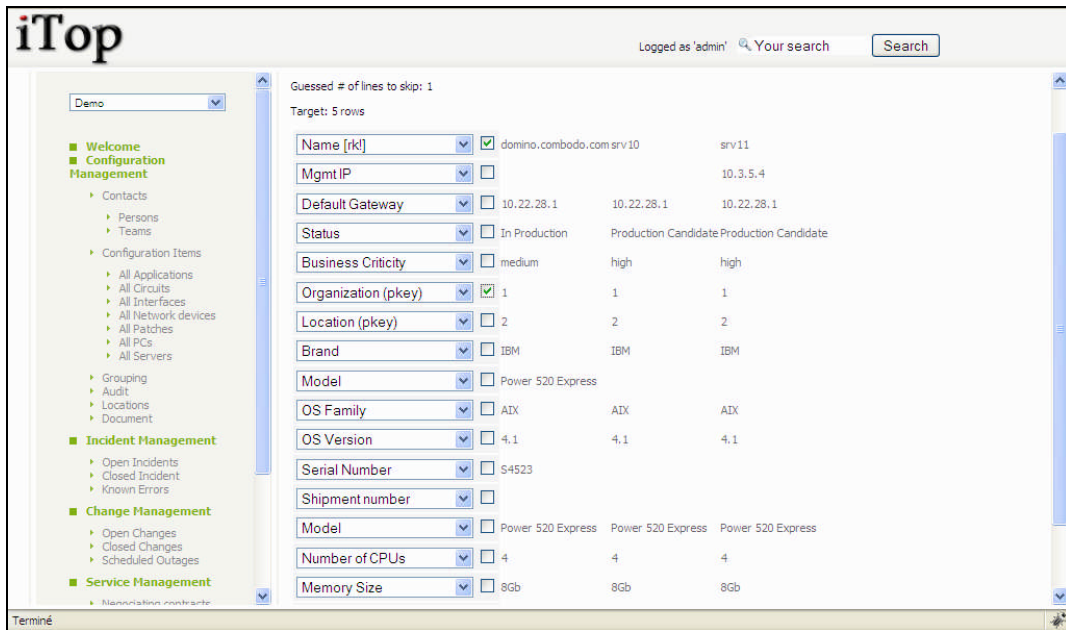 iTop
Logged as 'admin' Your search Search
Demo
Welcome
Configuration
Management
Contacts
Persons
Teams
Configuration Items
All Applications
All Circuits
All Interfaces
All Network devices
All Patches
All PCs
All Servers
Grouping
Audit
Locations
Document
Incident Management
Open Incidents
Closed Incident
Known Errors
Change Management
Open Changes
Closed Changes
Scheduled Outages
Service Management
Negociating contracts
Guessed # of lines to skip: 1
Target: 5 rows
Name [rk!] domino.combodo.com srv10 srv11
Mgmt IP 10.3.5.4
Default Gateway 10.22.28.1 10.22.28.1 10.22.28.1
Status In Production Production Candidate Production Candidate
Business Criticity medium high high
Organization (pkey) 1 1 1
Location (pkey) 2 2 2
Brand IBM IBM IBM
Model Power 520 Express
OS Family AIX AIX AIX
OS Version 4.1 4.1 4.1
Serial Number S4523
Shipment number
Model Power 520 Express Power 520 Express Power 520 Express
Number of CPUs 4 4 4
Memory Size 8Gb 8Gb 8Gb
Terminé